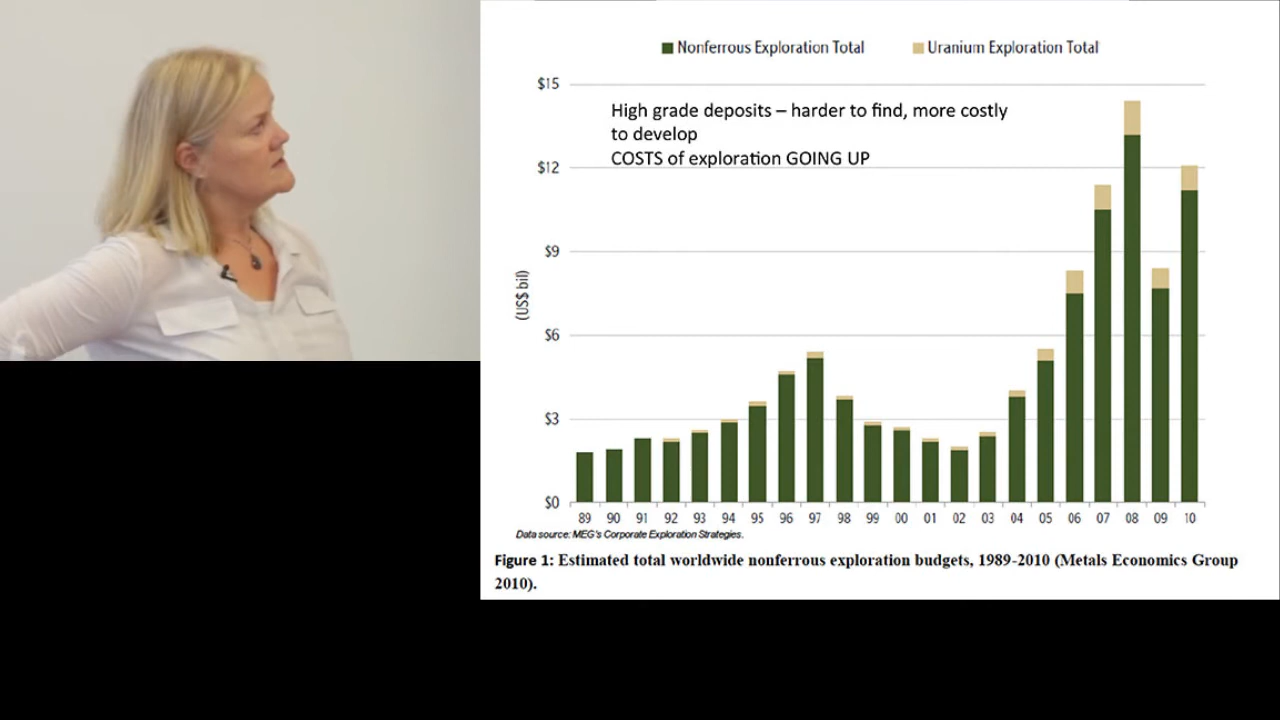 Nonferrous Exploration Total
Uranium Exploration Total
$15
High grade deposits – harder to find, more costly
to develop
COSTS of exploration GOING UP
$12
$9
(US$ bil)
$6
$3
$0
89 90 91 92 93 94 95 96 97 98 99 00 01 02 03 04 05 06 07 08 09 10
Data source: MEG's Corporate Exploration Strategies.
Figure 1: Estimated total worldwide nonferrous exploration budgets, 1989-2010 (Metals Economics Group
2010).